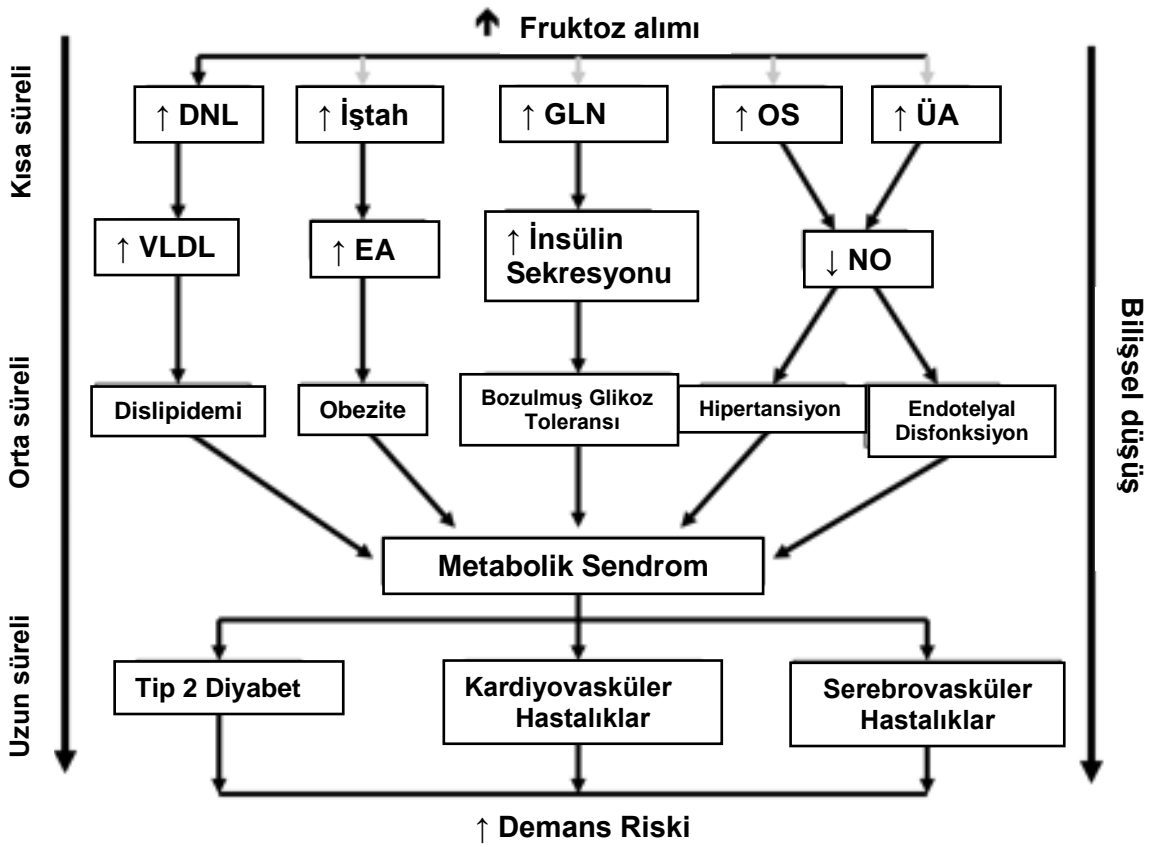 ↑ Fruktoz alımı
Kısa süreli
↑ DNL
↑ İştah
↑ GLN
↑ OS
↑ ÜA
↑ VLDL
↑ EA
↑ İnsülin
Sekresyonu
↓ NO
Orta süreli
Dislipidemi
Obezite
Bozulmuş Glikoz
Toleransı
Hipertansiyon
Endotelyal
Disfonksiyon
Bilişsel düşüş
Metabolik Sendrom
Uzun süreli
Tip 2 Diyabet
Kardiyovasküler
Hastalıklar
Serebrovasküler
Hastalıklar
↑ Demans Riski